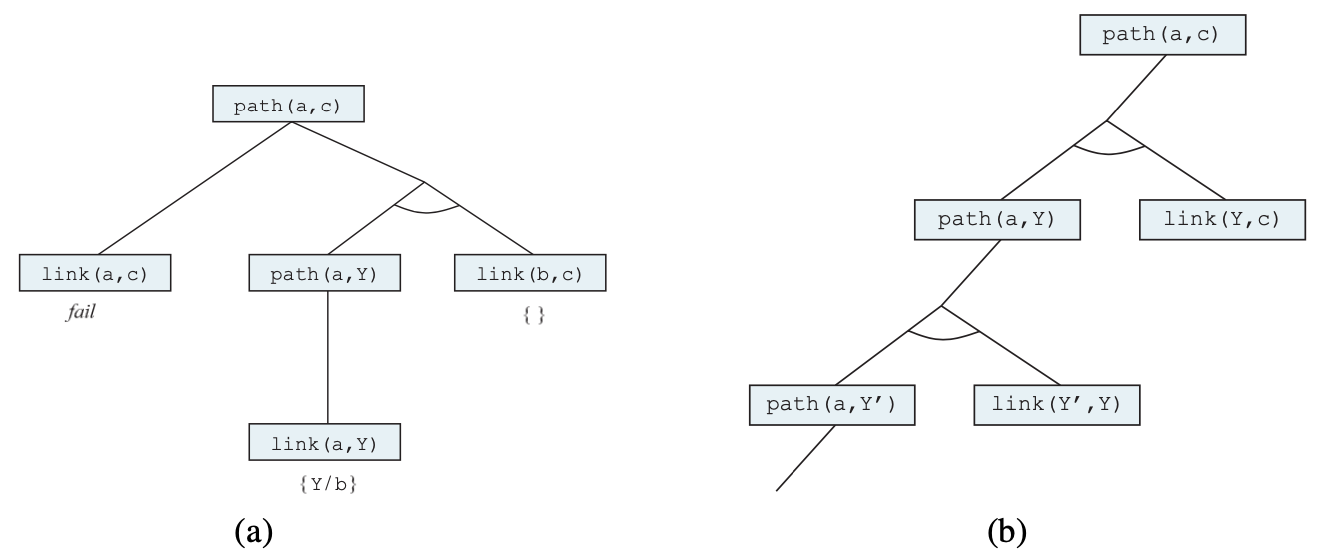 path(a,c)
link(a,c)
fail
path(a,Y)
link(b,c)
{ }
link(a,Y)
{Y/b}
(a)
path(a,c)
path(a,Y)
link(Y,c)
path(a,Y′)
link(Y′,Y)
(b)